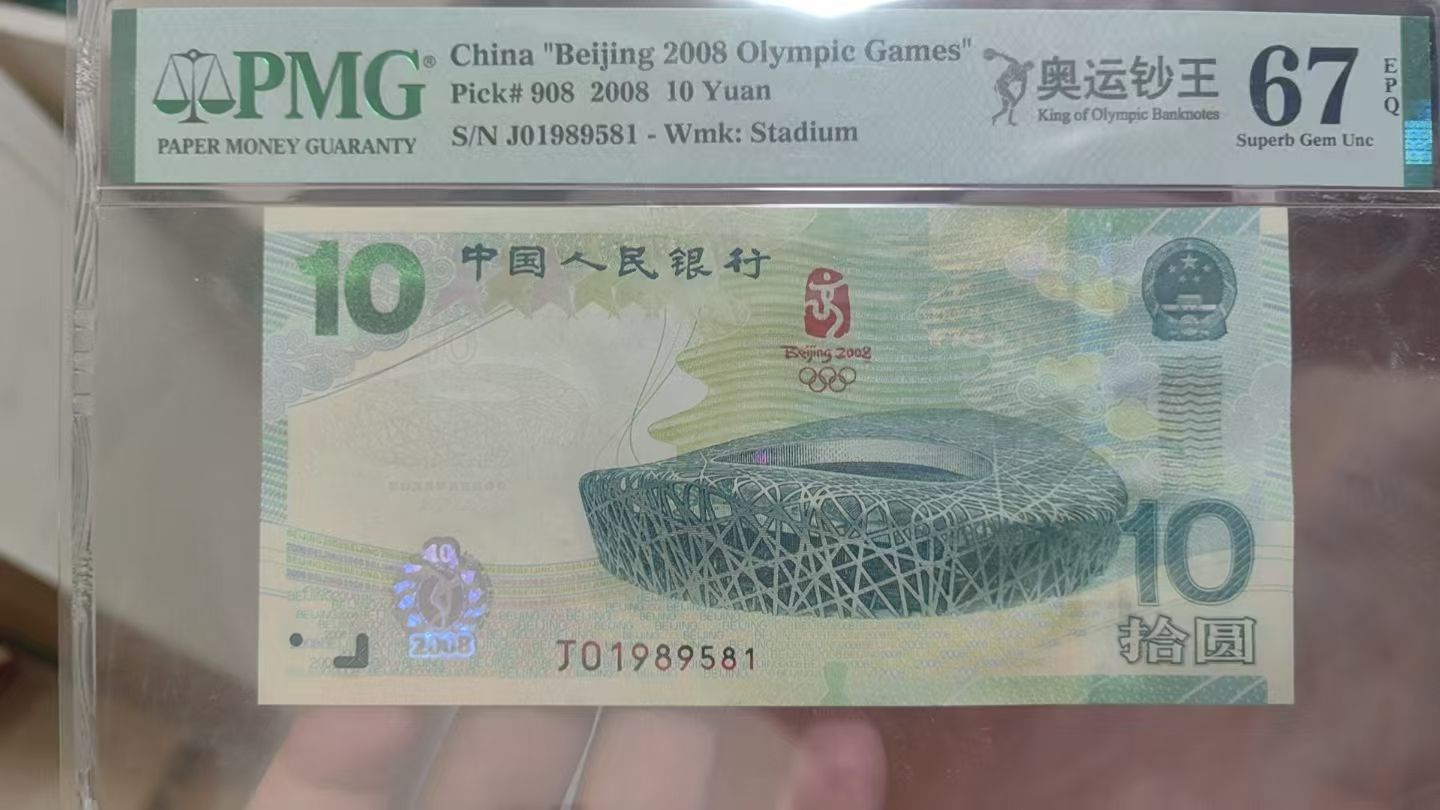 PMG®
PAPER MONEY GUARANTY
China "Beijing 2008 Olympic Games"
Pick# 908 2008 10 Yuan
S/N J01989581 - Wmk: Stadium
奥运钞王
King of Olympic Banknotes
67
EPQ
Superb Gem Unc
10
中国人民银行
Beijing 2008
10
2008
J01989581
10
拾圆